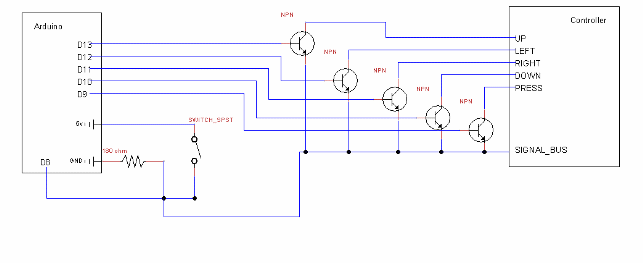 Arduino
NPN
Controller
D13
UP
D12
NPN
LEFT
D11
NPN
RIGHT
D10
NPN
DOWN
D9
NPN
PRESS
SWITCH_SPST
180 ohm
D8
GND
SIGNAL_BUS